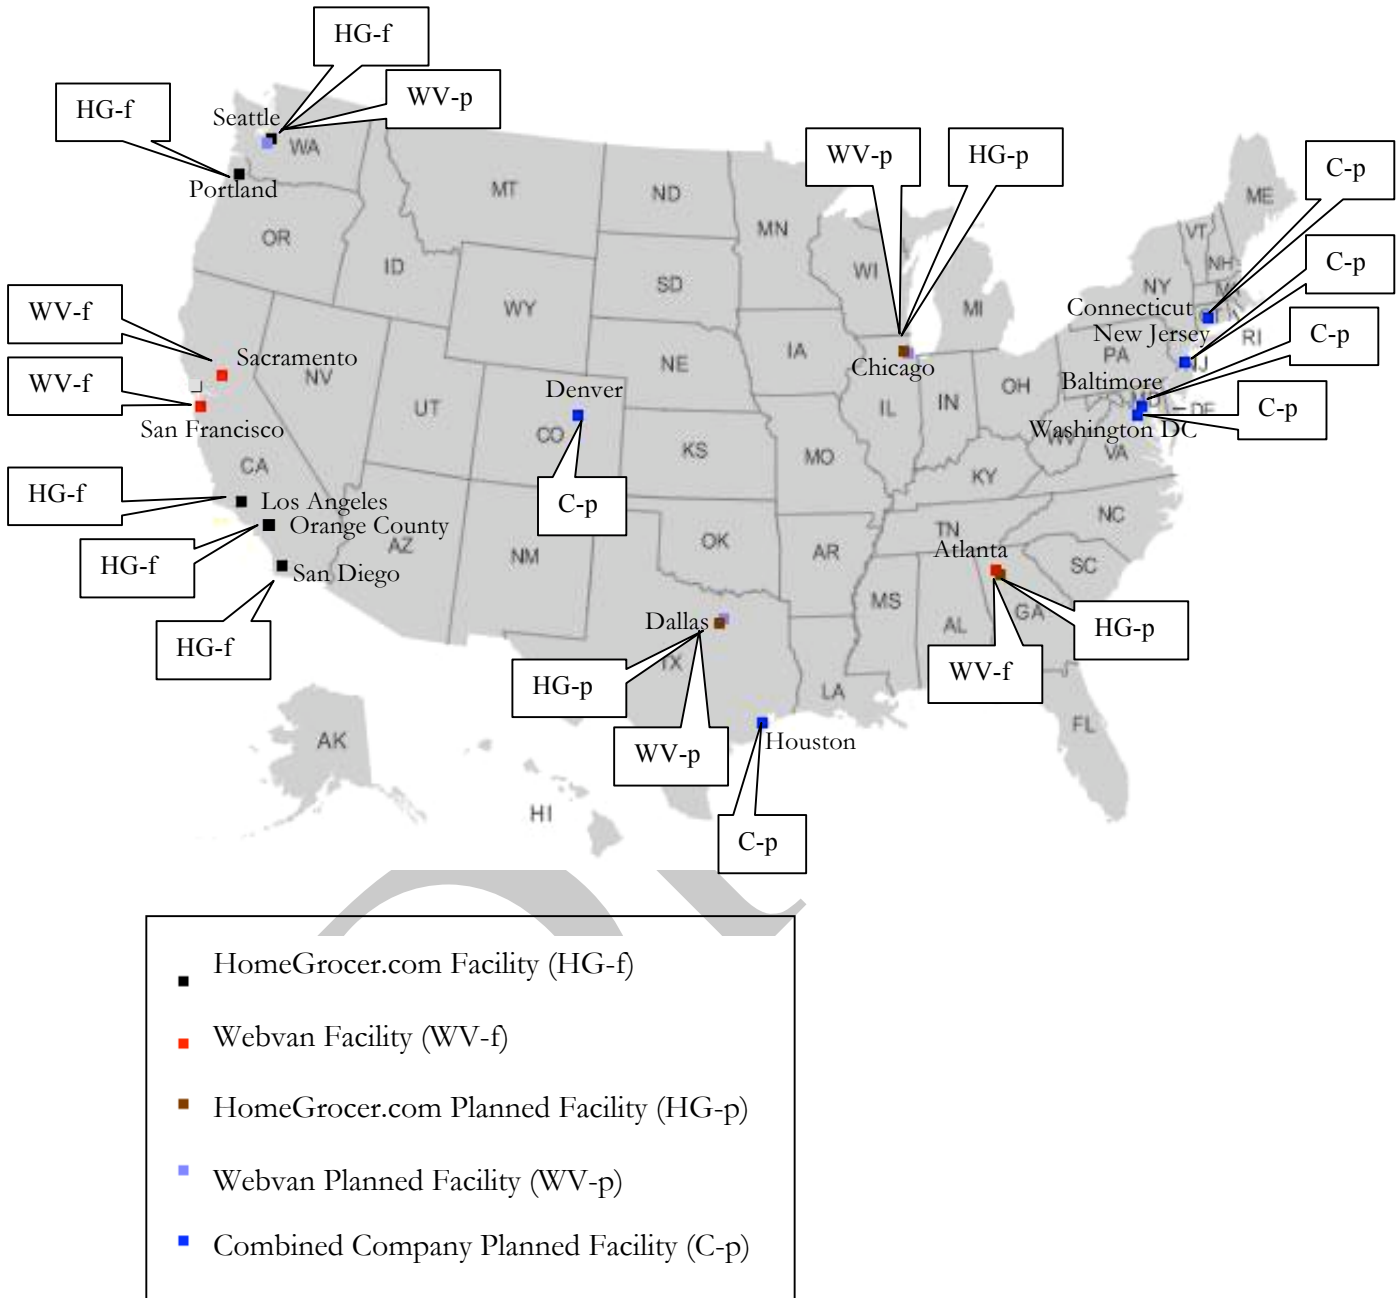 HG-f
HG-f
WV-p
Seattle
WA
Portland
MT
ND
MN
OR
ID
WY
SD
WI
MI
WV-p
HG-p
C-p
ME
VT
NH
NY
MA
C-p
Connecticut
New Jersey
RI
C-p
PA
NJ
WV-f
Sacramento
NV
WV-f
San Francisco
UT
Denver
CO
C-p
NE
IA
Chicago
IL
IN
OH
Baltimore
MD
DE
C-p
Washington DC
WV
VA
CA
KS
MO
KY
HG-f
Los Angeles
Orange County
AZ
NM
OK
AR
TN
NC
Atlanta
SC
HG-f
San Diego
HG-f
Dallas
TX
MS
AL
GA
HG-p
WV-f
HG-p
WV-p
LA
Houston
FL
AK
HI
C-p
HomeGrocer.com Facility (HG-f)
Webvan Facility (WV-f)
HomeGrocer.com Planned Facility (HG-p)
Webvan Planned Facility (WV-p)
Combined Company Planned Facility (C-p)